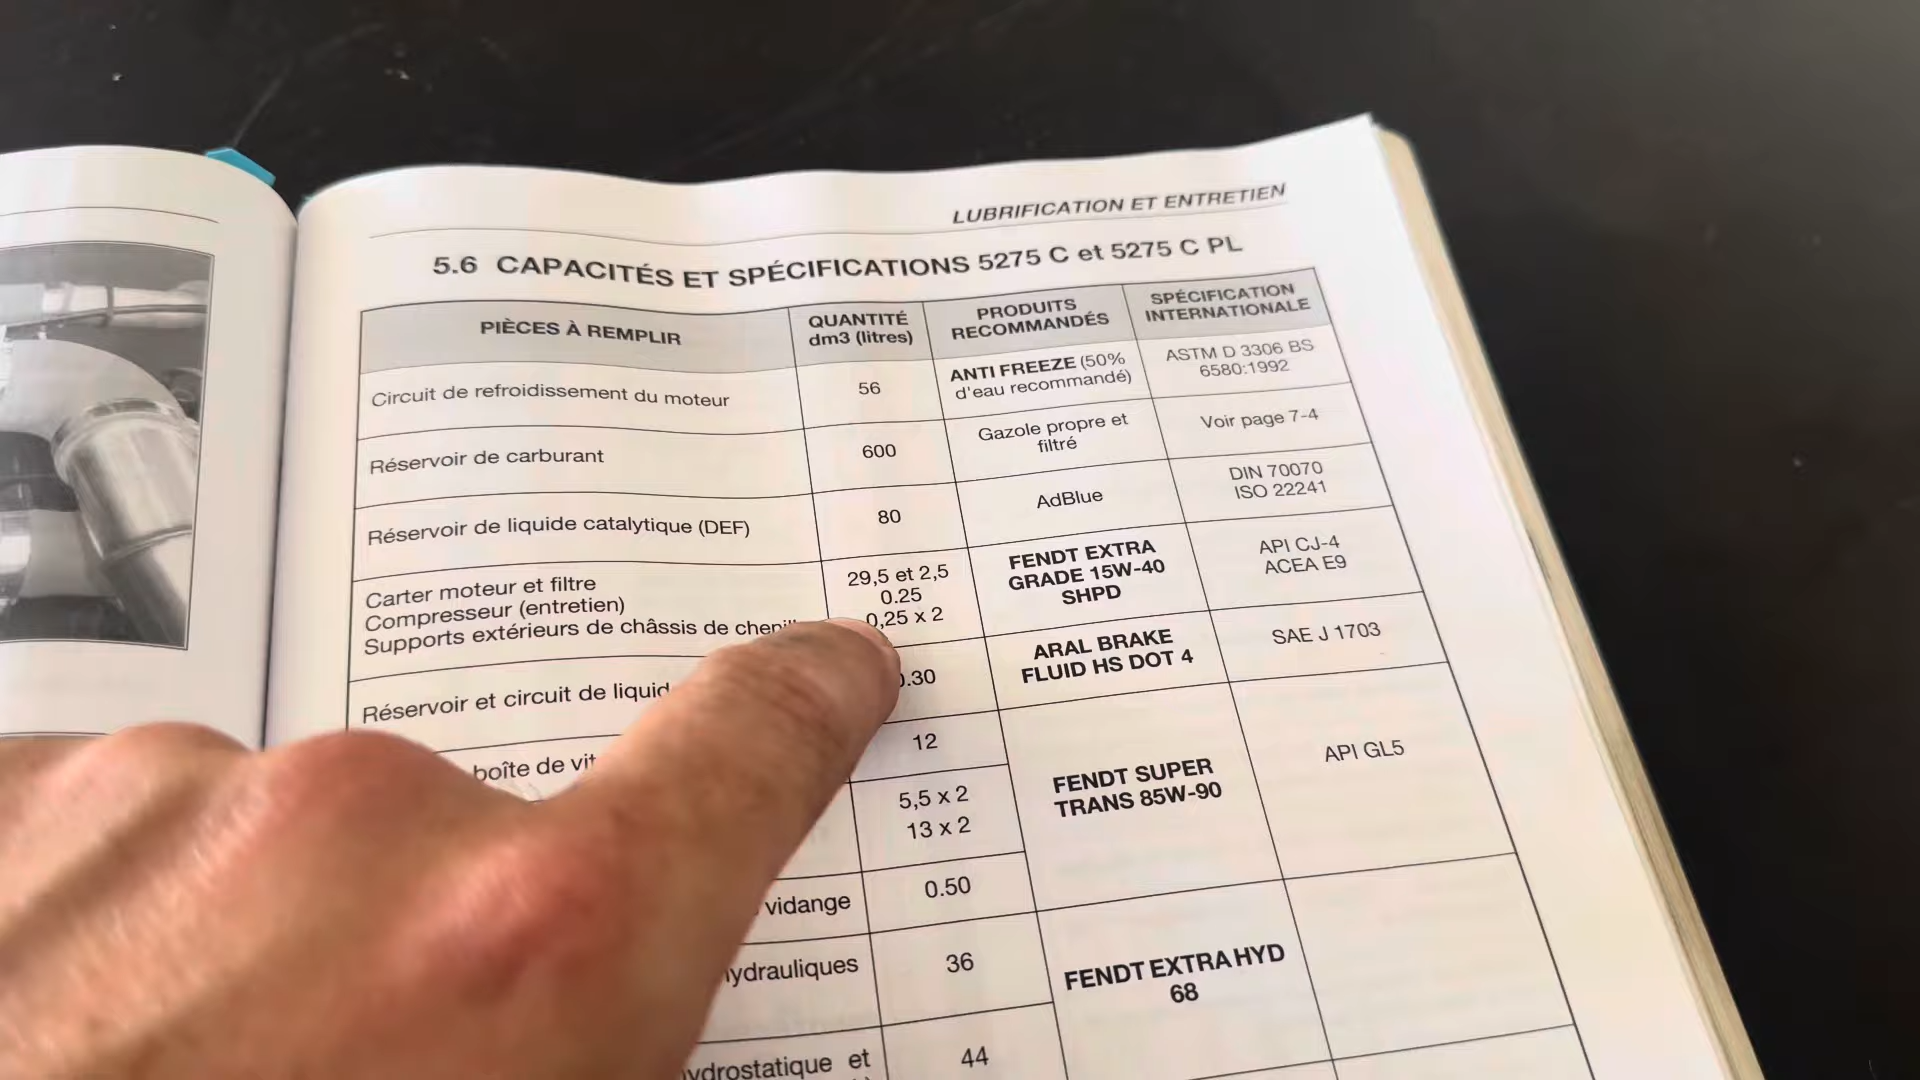 LUBRIFICATION ET ENTRETIEN
5.6 CAPACITÉS ET SPÉCIFICATIONS 5275 C et 5275 C PL
PIÈCES À REMPLIR
QUANTITÉ
dm3 (litres)
PRODUITS
RECOMMANDÉS
SPÉCIFICATION
INTERNATIONALE
Circuit de refroidissement du moteur
56
ANTI FREEZE (50%
d'eau recommandé)
ASTM D 3306 BS
6580:1992
Réservoir de carburant
600
Gazole propre et
filtré
Voir page 7-4
Réservoir de liquide catalytique (DEF)
80
AdBlue
DIN 70070
ISO 22241
Carter moteur et filtre
Compresseur (entretien)
Supports extérieurs de châssis de
29,5 et 2,5
0.25
0,25 x 2
FENDT EXTRA
GRADE 15W-40
SHPD
API CJ-4
ACEA E9
Réservoir et circuit de
.30
ARAL BRAKE
FLUID HS DOT 4
SAE J 1703
boîte de
12
5,5 x 2
13 x 2
FENDT SUPER
TRANS 85W-90
API GL5
vidange
0.50
36
FENDT EXTRA HYD
68
et
44